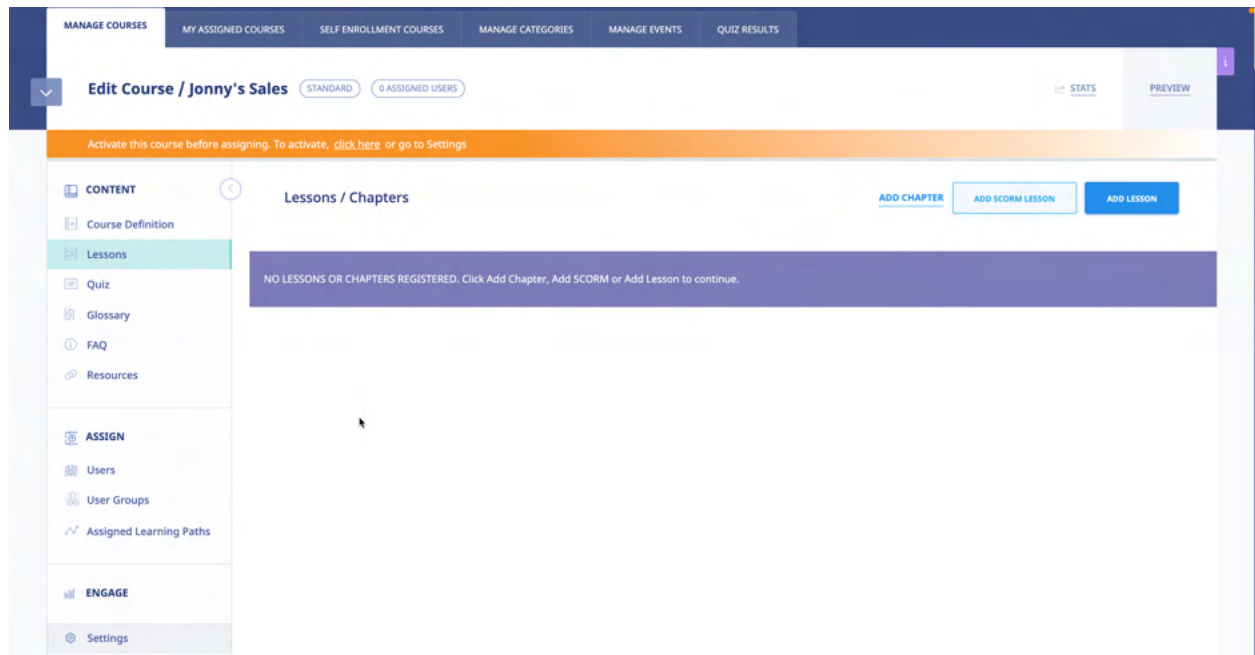 MANAGE COURSES MY ASSIGNED COURSES SELF ENROLLMENT COURSES MANAGE CATEGORIES MANAGE EVENTS QUIZ RESULTS
i
Edit Course / Jonny's Sales STANDARD 0 ASSIGNED USERS STATS PREVIEW
Activate this course before assigning. To activate, click here or go to Settings
CONTENT
Course Definition
Lessons
Quiz
Glossary
FAQ
Resources
ASSIGN
Users
User Groups
Assigned Learning Paths
ENGAGE
Settings
Lessons / Chapters ADD CHAPTER ADD SCORM LESSON ADD LESSON
NO LESSONS OR CHAPTERS REGISTERED. Click Add Chapter, Add SCORM or Add Lesson to continue.